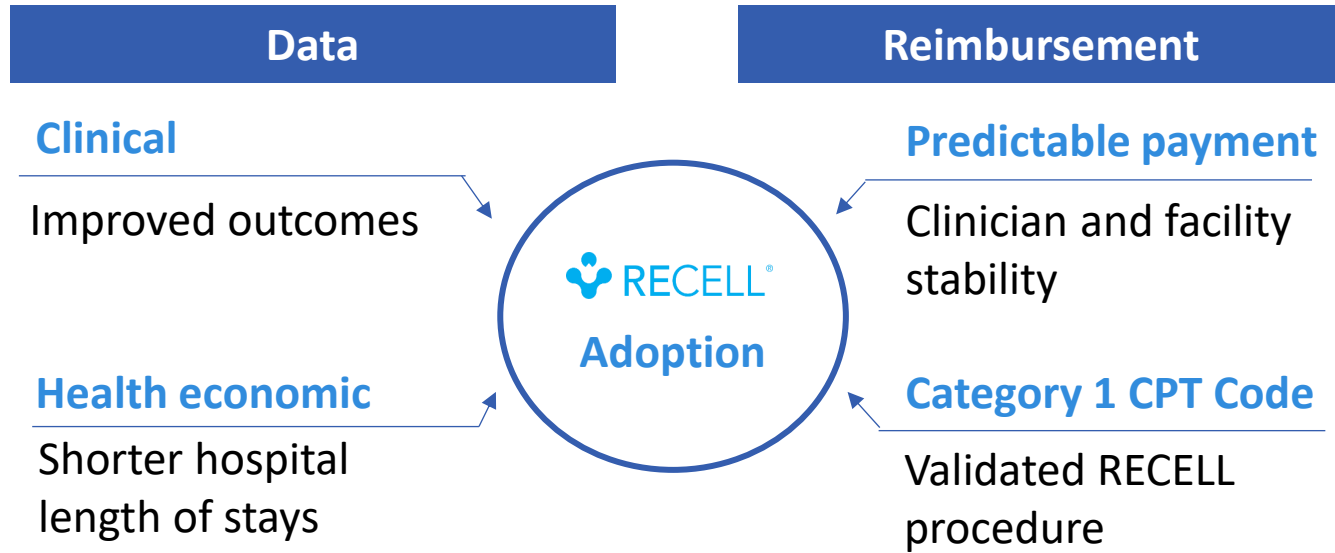 Data
Reimbursement
Clinical
Improved outcomes
Health economic
Shorter hospital
length of stays
RECELL®
Adoption
Predictable payment
Clinician and facility
stability
Category 1 CPT Code
Validated RECELL
procedure